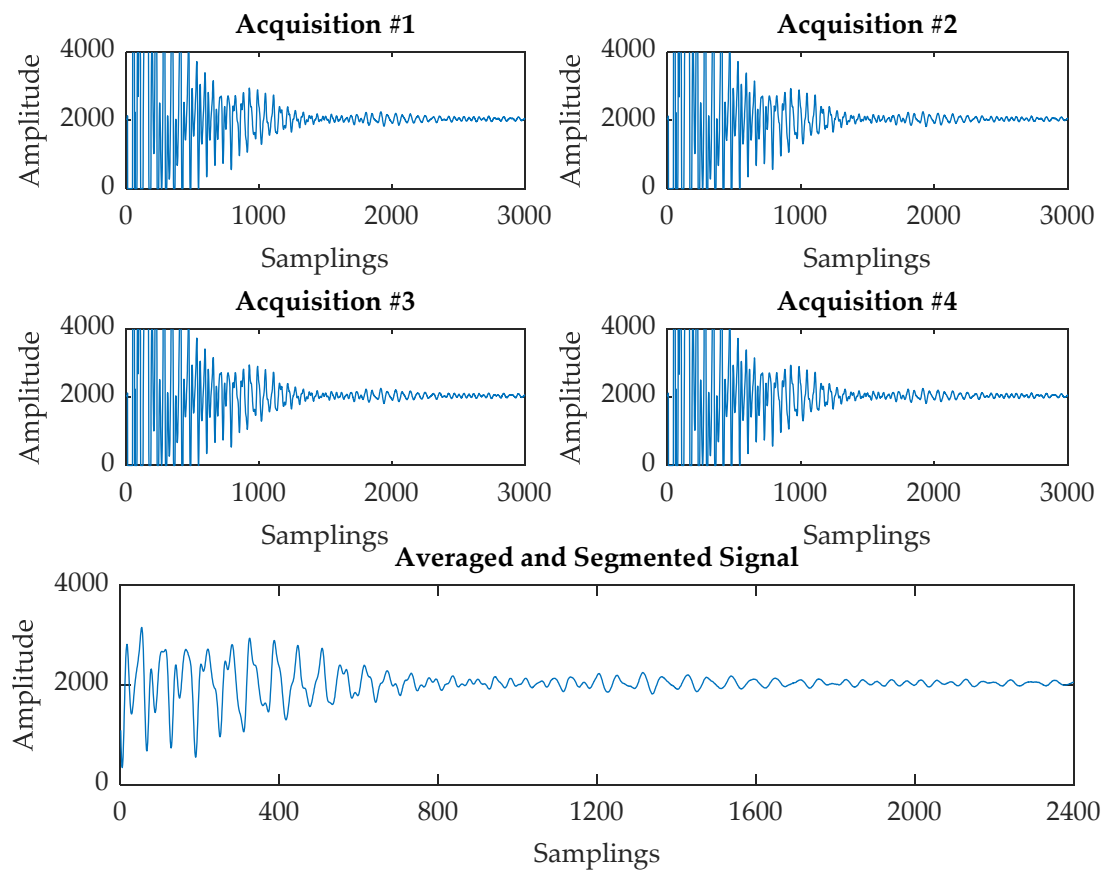 Acquisition #1
Acquisition #2
4000
2000
0
Amplitude
0 1000 2000 3000
Samplings
4000
2000
0
Amplitude
0 1000 2000 3000
Samplings
Acquisition #3
Acquisition #4
4000
2000
0
Amplitude
0 1000 2000 3000
Samplings
4000
2000
0
Amplitude
0 1000 2000 3000
Samplings
Averaged and Segmented Signal
4000
2000
0
Amplitude
0 400 800 1200 1600 2000 2400
Samplings